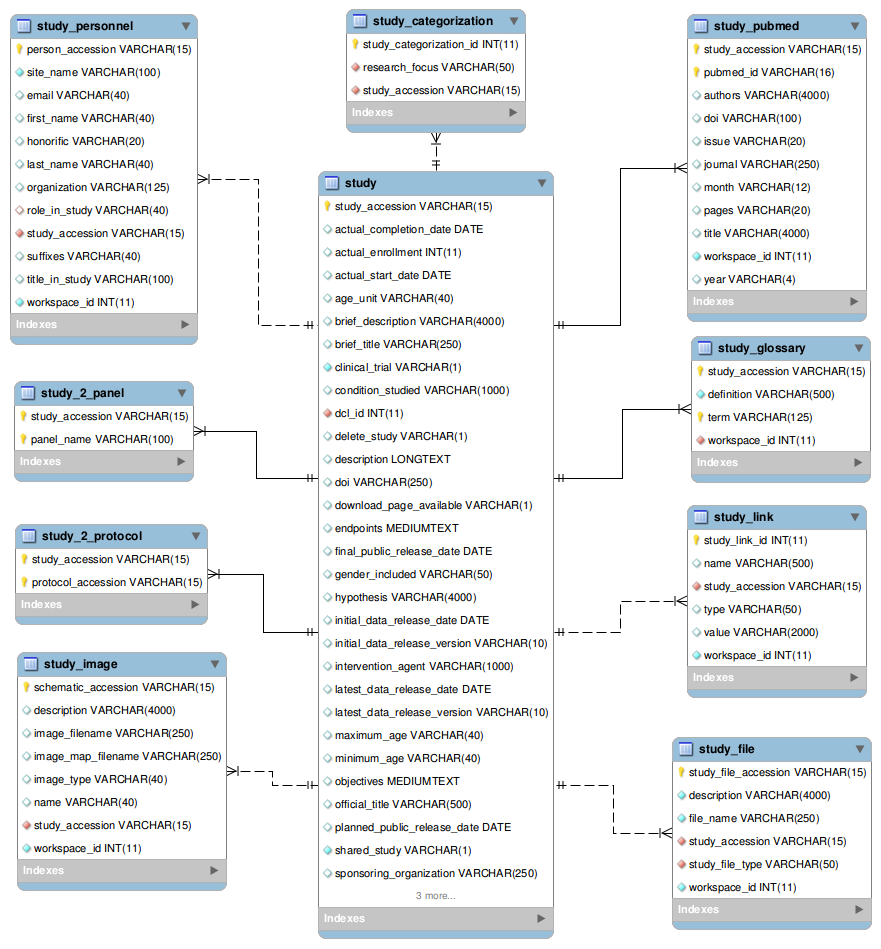 study_personnel
person_accession VARCHAR(15)
site_name VARCHAR(100)
email VARCHAR(40)
first_name VARCHAR(40)
honorific VARCHAR(20)
last_name VARCHAR(40)
organization VARCHAR(125)
role_in_study VARCHAR(40)
study_accession VARCHAR(15)
suffixes VARCHAR(40)
title_in_study VARCHAR(100)
workspace_id INT(11)
Indexes
study_2_panel
study_accession VARCHAR(15)
panel_name VARCHAR(100)
Indexes
study_2_protocol
study_accession VARCHAR(15)
protocol_accession VARCHAR(15)
Indexes
study_image
schematic_accession VARCHAR(15)
description VARCHAR(4000)
image_filename VARCHAR(250)
image_map_filename VARCHAR(250)
image_type VARCHAR(40)
name VARCHAR(40)
study_accession VARCHAR(15)
workspace_id INT(11)
Indexes
study_categorization
study_categorization_id INT(11)
research_focus VARCHAR(50)
study_accession VARCHAR(15)
Indexes
study
study_accession VARCHAR(15)
actual_completion_date DATE
actual_enrollment INT(11)
actual_start_date DATE
age_unit VARCHAR(40)
brief_description VARCHAR(4000)
brief_title VARCHAR(250)
clinical_trial VARCHAR(1)
condition_studied VARCHAR(1000)
dcl_id INT(11)
delete_study VARCHAR(1)
description LONGTEXT
doi VARCHAR(250)
download_page_available VARCHAR(1)
endpoints MEDIUMTEXT
final_public_release_date DATE
gender_included VARCHAR(50)
hypothesis VARCHAR(4000)
initial_data_release_date DATE
initial_data_release_version VARCHAR(10)
intervention_agent VARCHAR(1000)
latest_data_release_date DATE
latest_data_release_version VARCHAR(10)
maximum_age VARCHAR(40)
minimum_age VARCHAR(40)
objectives MEDIUMTEXT
official_title VARCHAR(500)
planned_public_release_date DATE
shared_study VARCHAR(1)
sponsoring_organization VARCHAR(250)
3 more...
Indexes
study_pubmed
study_accession VARCHAR(15)
pubmed_id VARCHAR(16)
authors VARCHAR(4000)
doi VARCHAR(100)
issue VARCHAR(20)
journal VARCHAR(250)
month VARCHAR(12)
pages VARCHAR(20)
title VARCHAR(4000)
workspace_id INT(11)
year VARCHAR(4)
Indexes
study_glossary
study_accession VARCHAR(15)
definition VARCHAR(500)
term VARCHAR(125)
workspace_id INT(11)
Indexes
study_link
study_link_id INT(11)
name VARCHAR(500)
study_accession VARCHAR(15)
type VARCHAR(50)
value VARCHAR(2000)
workspace_id INT(11)
Indexes
study_file
study_file_accession VARCHAR(15)
description VARCHAR(4000)
file_name VARCHAR(250)
study_accession VARCHAR(15)
study_file_type VARCHAR(50)
workspace_id INT(11)
Indexes